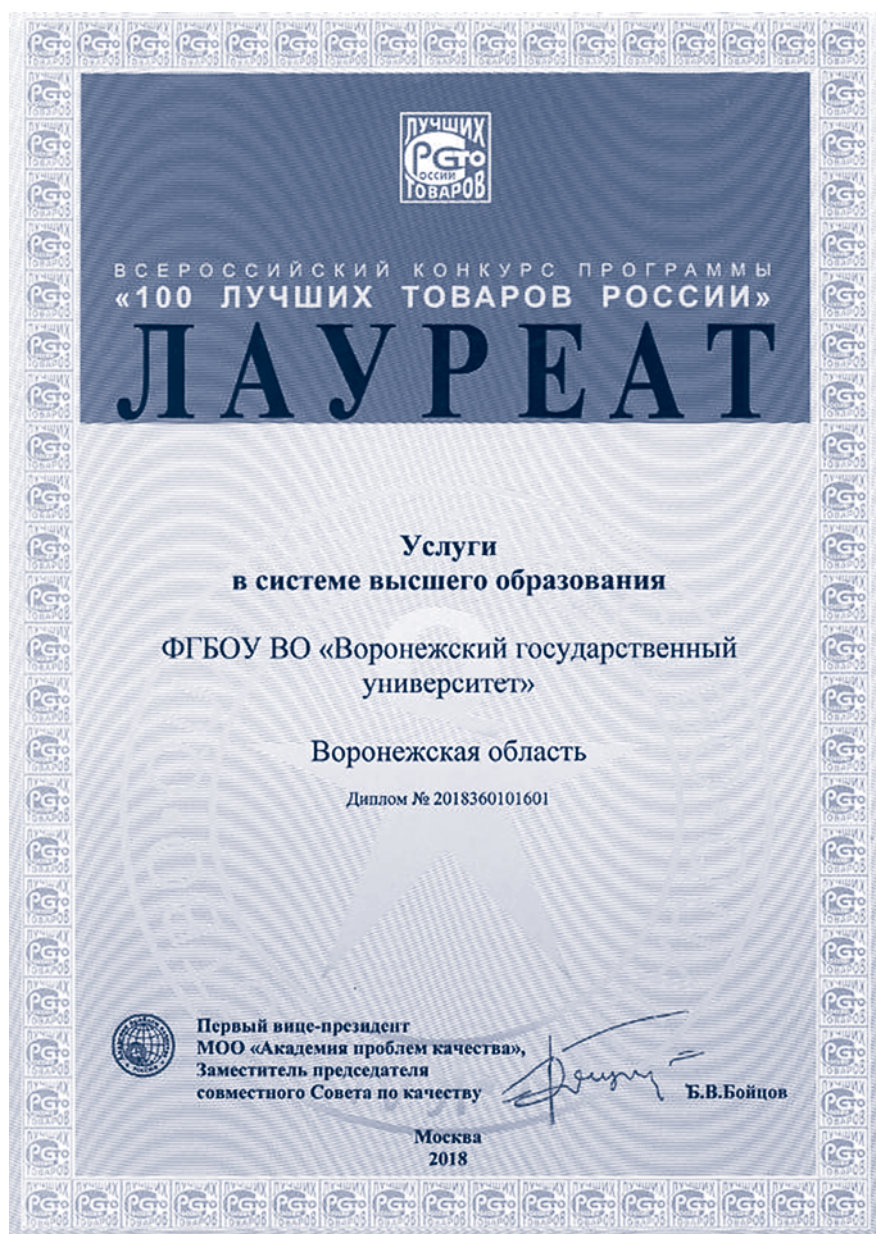 ЛУЧШИХ
РСто
РОССИИ
ТОВАРОВ
ВСЕРОССИЙСКИЙ КОНКУРС ПРОГРАММЫ
«100 ЛУЧШИХ ТОВАРОВ РОССИИ»
ЛАУРЕАТ
Услуги
в системе высшего образования
ФГБОУ ВО «Воронежский государственный
университет»
Воронежская область
Диплом № 2018360101601
Первый вице-президент
МОО «Академия проблем качества»,
Заместитель председателя
совместного Совета по качеству
Б.В.Бойцов
Москва
2018